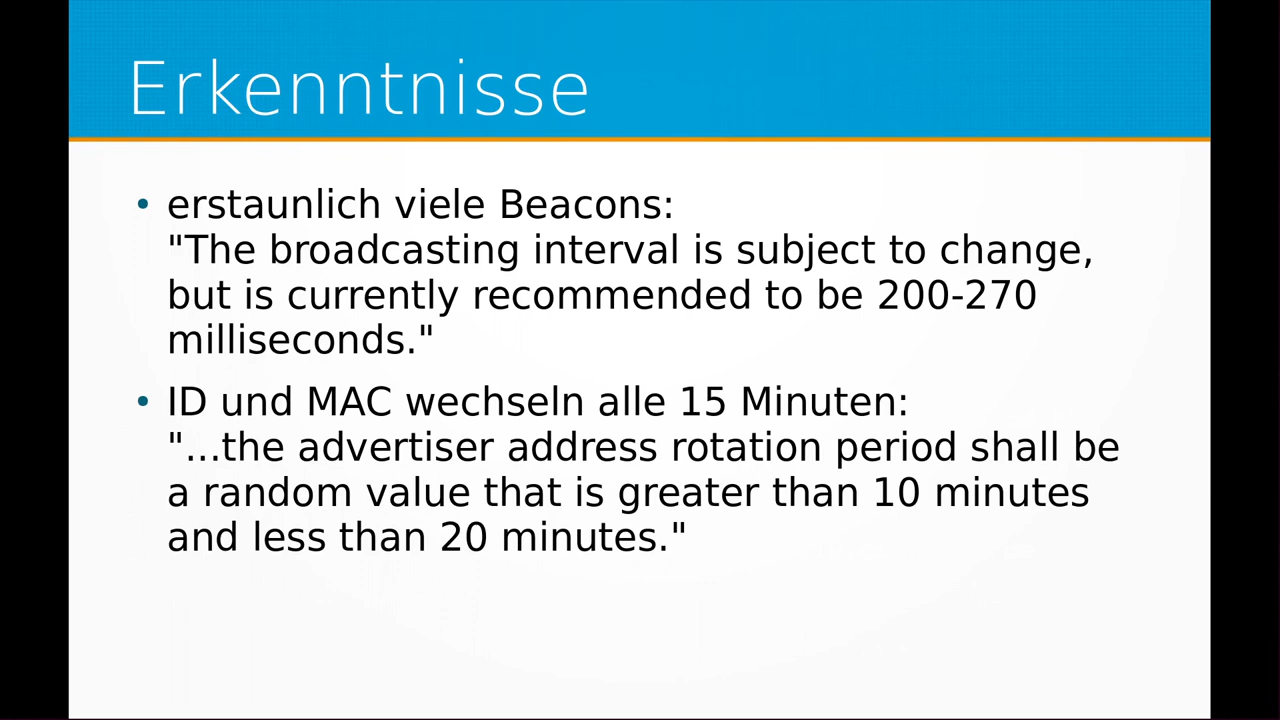 Erkenntnisse
• erstaunlich viele Beacons:
"The broadcasting interval is subject to change,
but is currently recommended to be 200-270
milliseconds."
• ID und MAC wechseln alle 15 Minuten:
"...the advertiser address rotation period shall be
a random value that is greater than 10 minutes
and less than 20 minutes."